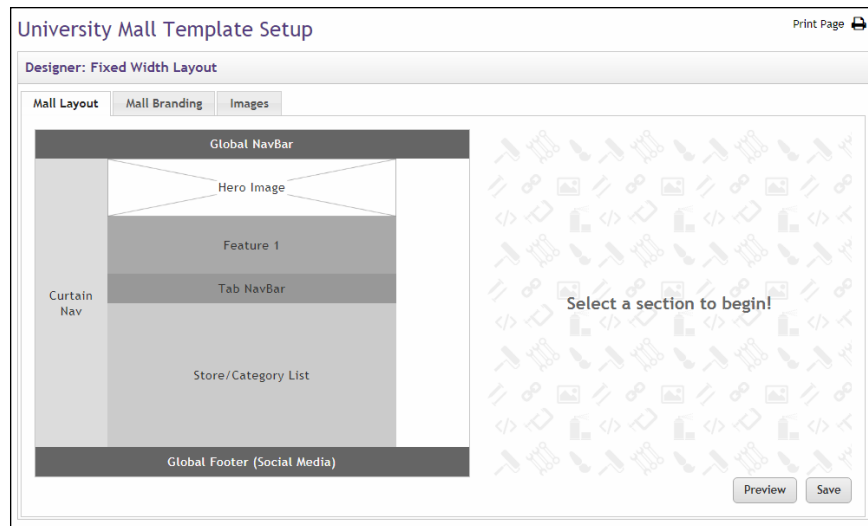 University Mall Template Setup
Print Page
Designer: Fixed Width Layout
Mall Layout
Mall Branding
Images
Global NavBar
Hero Image
Feature 1
Tab NavBar
Curtain
Nav
Store/Category List
Global Footer (Social Media)
Select a section to begin!
Preview
Save